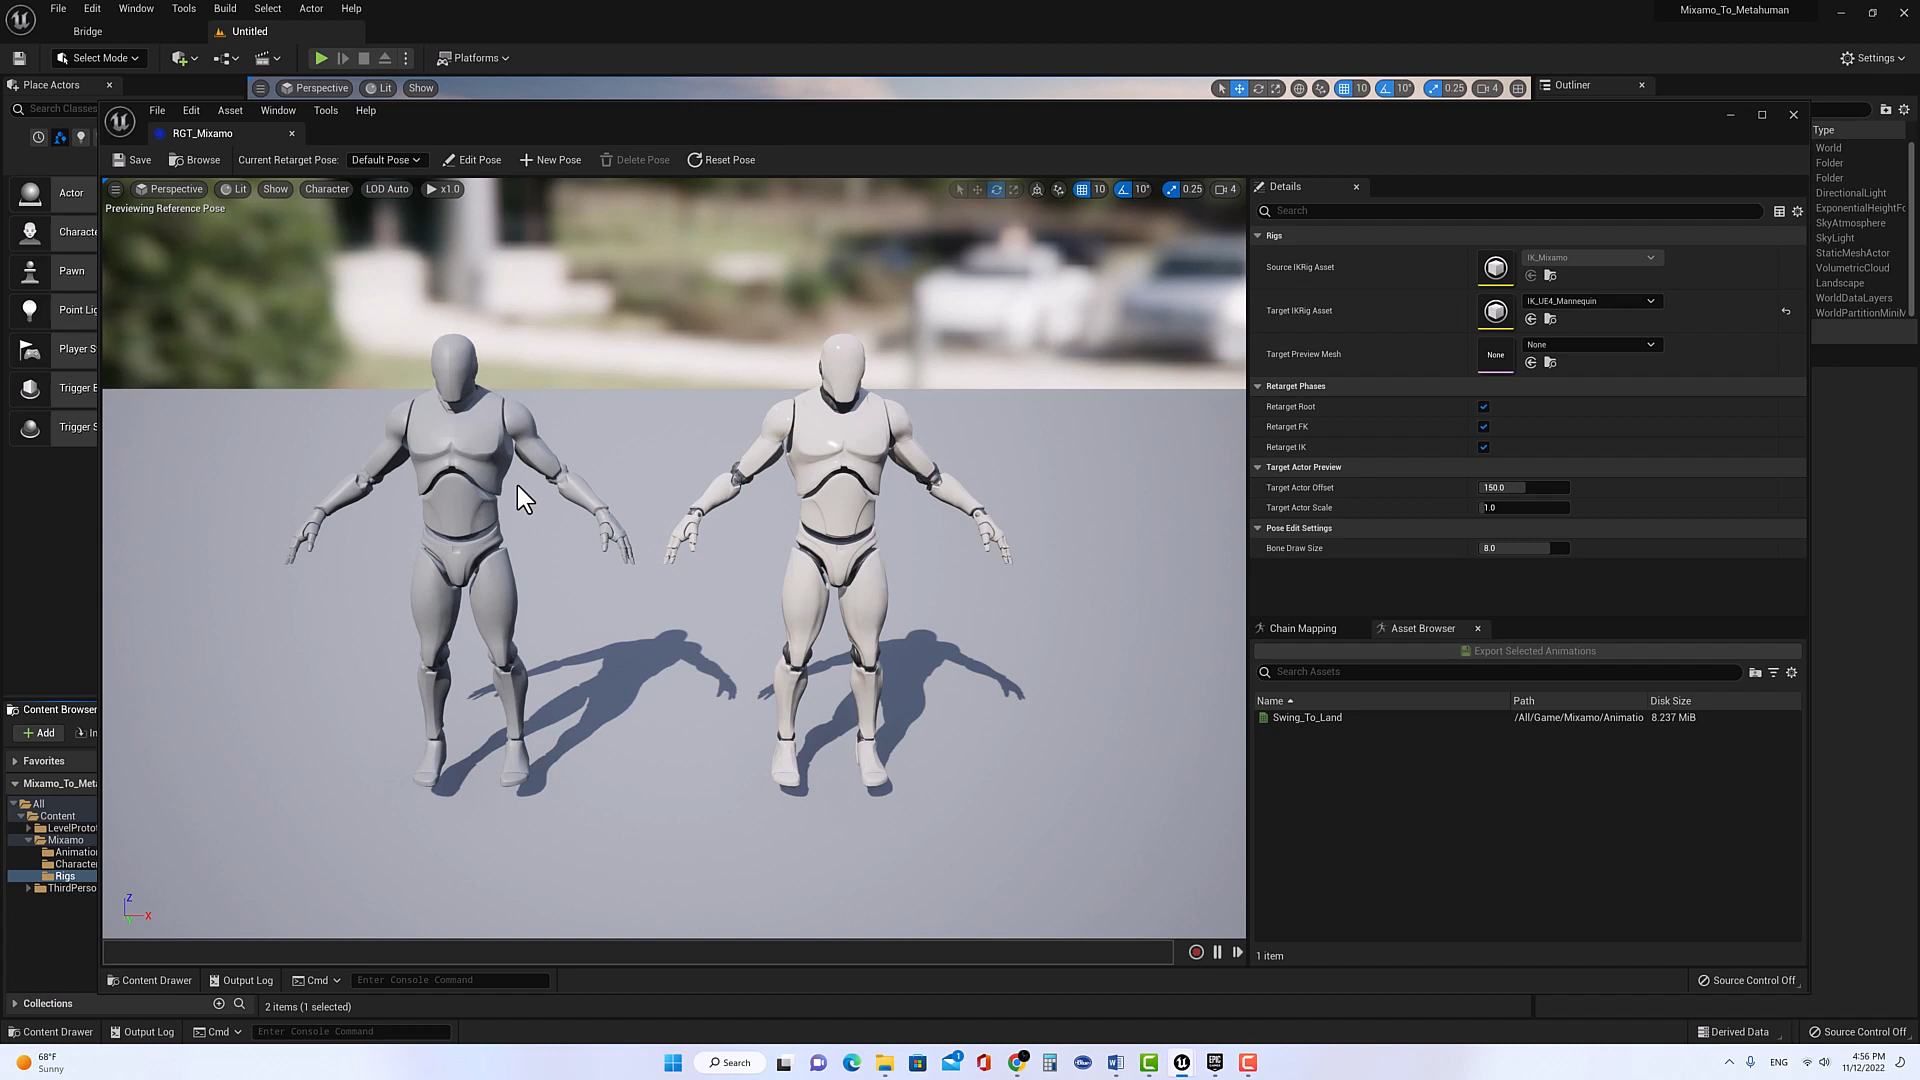 File Edit Window Tools Build Select Actor Help
Mixamo_To_Metahuman
Bridge
Untitled
Select Mode
Platforms
Settings
Place Actors
Perspective Lit Show
10 10° 0.25 4
Outliner
Search Classes
File Edit Asset Window Tools Help
RGT_Mixamo
Save Browse Current Retarget Pose: Default Pose Edit Pose New Pose Delete Pose Reset Pose
Perspective Lit Show Character LOD Auto x1.0
10 10° 0.25 4
Previewing Reference Pose
Actor
Characte
Pawn
Point Lig
Player S
Trigger B
Trigger S
Details
Search
Rigs
Source IKRig Asset
IK_Mixamo
Target IKRig Asset
IK_UE4_Mannequin
Target Preview Mesh
None
None
Retarget Phases
Retarget Root
Retarget FK
Retarget IK
Target Actor Preview
Target Actor Offset 150.0
Target Actor Scale 1.0
Pose Edit Settings
Bone Draw Size 8.0
Type
World
Folder
Folder
DirectionalLight
ExponentialHeightFo
SkyAtmosphere
SkyLight
StaticMeshActor
VolumetricCloud
Landscape
WorldDataLayers
WorldPartitionMiniM
Chain Mapping Asset Browser
Export Selected Animations
Search Assets
Name Path Disk Size
Swing_To_Land /All/Game/Mixamo/Animatio 8.237 MiB
1 item
Content Browser
Add In
Favorites
Mixamo_To_Meta
All
Content
LevelProtot
Mixamo
Animatio
Character
Rigs
ThirdPerso
Z
X
Content Drawer Output Log Cmd Enter Console Command
Source Control Off
Collections
2 items (1 selected)
Content Drawer Output Log Cmd Enter Console Command
Derived Data Source Control Off
68°F
Sunny
Search
ENG
4:56 PM
11/12/2022